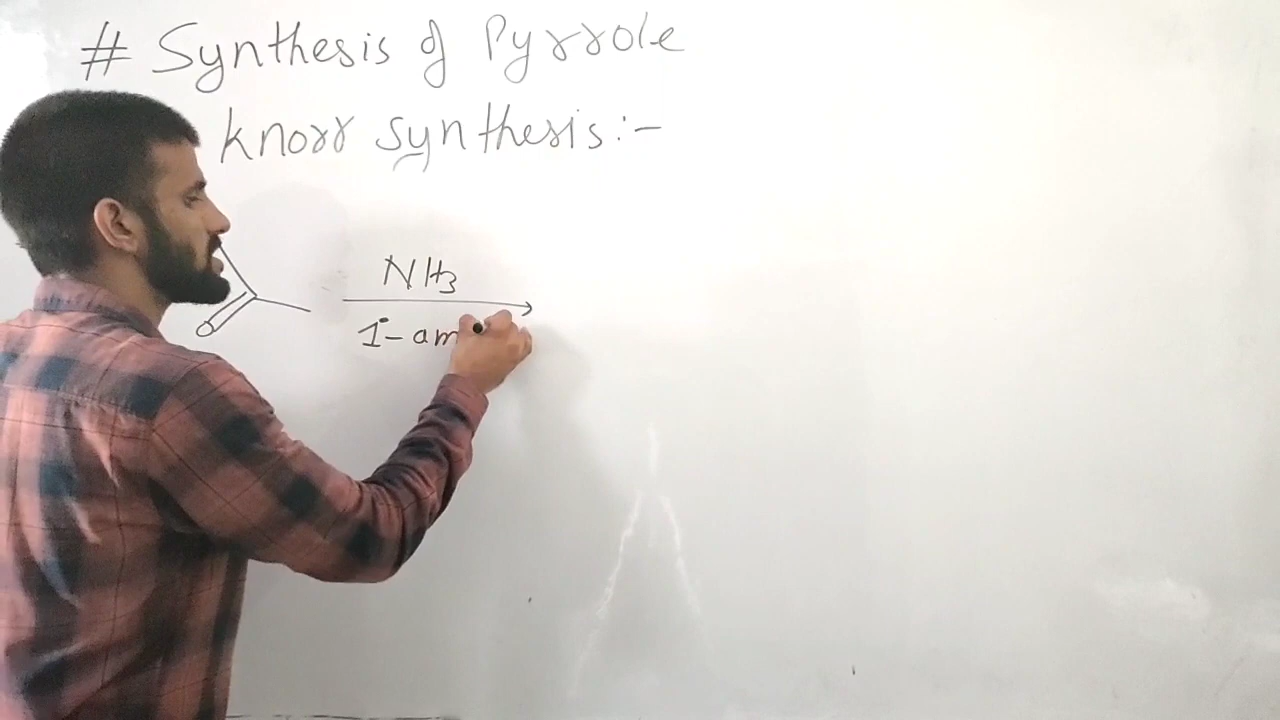 # Synthesis of Pyrrole
knorr synthesis:-
O
NH3
1°-am